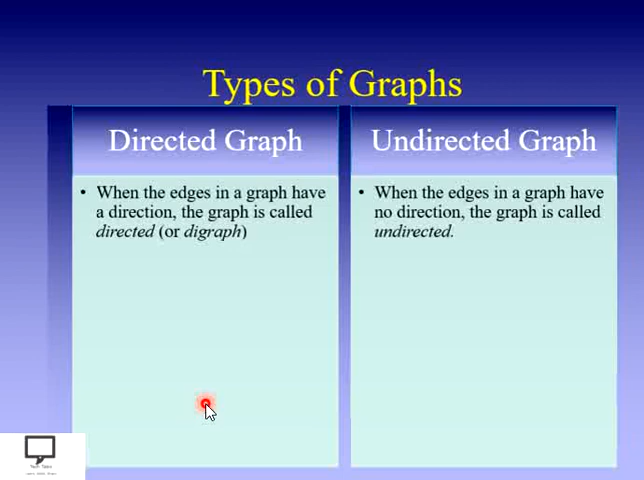 Types of Graphs
Directed Graph
• When the edges in a graph have
a direction, the graph is called
directed (or digraph)
Undirected Graph
• When the edges in a graph have
no direction, the graph is called
undirected.